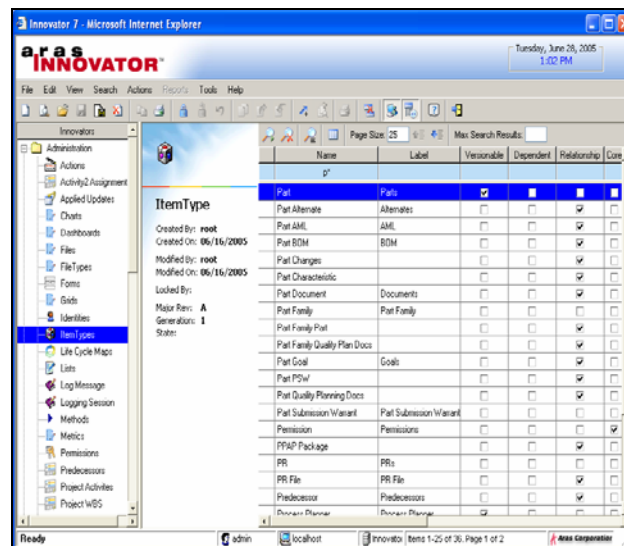 Innovator 7 - Microsoft Internet Explorer
aras
INNOVATOR
Tuesday, June 28, 2005
1:02 PM
File Edit View Search Actions Reports Tools Help
Innovators
Administration
Actions
Activity2 Assignment
Applied Updates
Charts
Dashboards
Files
FileTypes
Forms
Grids
Identities
ItemTypes
Life Cycle Maps
Lists
Log Message
Logging Session
Methods
Metrics
Permissions
Predecessors
Project Activities
Project WBS
ItemType
Created By: root
Created On: 06/16/2005
Modified By: root
Modified On: 06/16/2005
Locked By:
Major Rev: A
Generation: 1
State:
Page Size: 25 Max Search Results:
Name Label Versionable Dependent Relationship Core
p*
Part Parts
Part Alternate Alternates
Part AML AML
Part BOM BOM
Part Changes
Part Characteristic
Part Document Documents
Part Family Part Family
Part Family Part
Part Family Quality Plan Docs
Part Goal Goals
Part PSW
Part Quality Planning Docs
Part Submission Warrant Part Submission Warrant
Permission Permissions
PPAP Package
PR PRs
PR File PR File
Predecessor Predecessors
Process Planner Process Planner
Ready admin localhost Innovator Items 1-25 of 36. Page 1 of 2 Aras Corporation